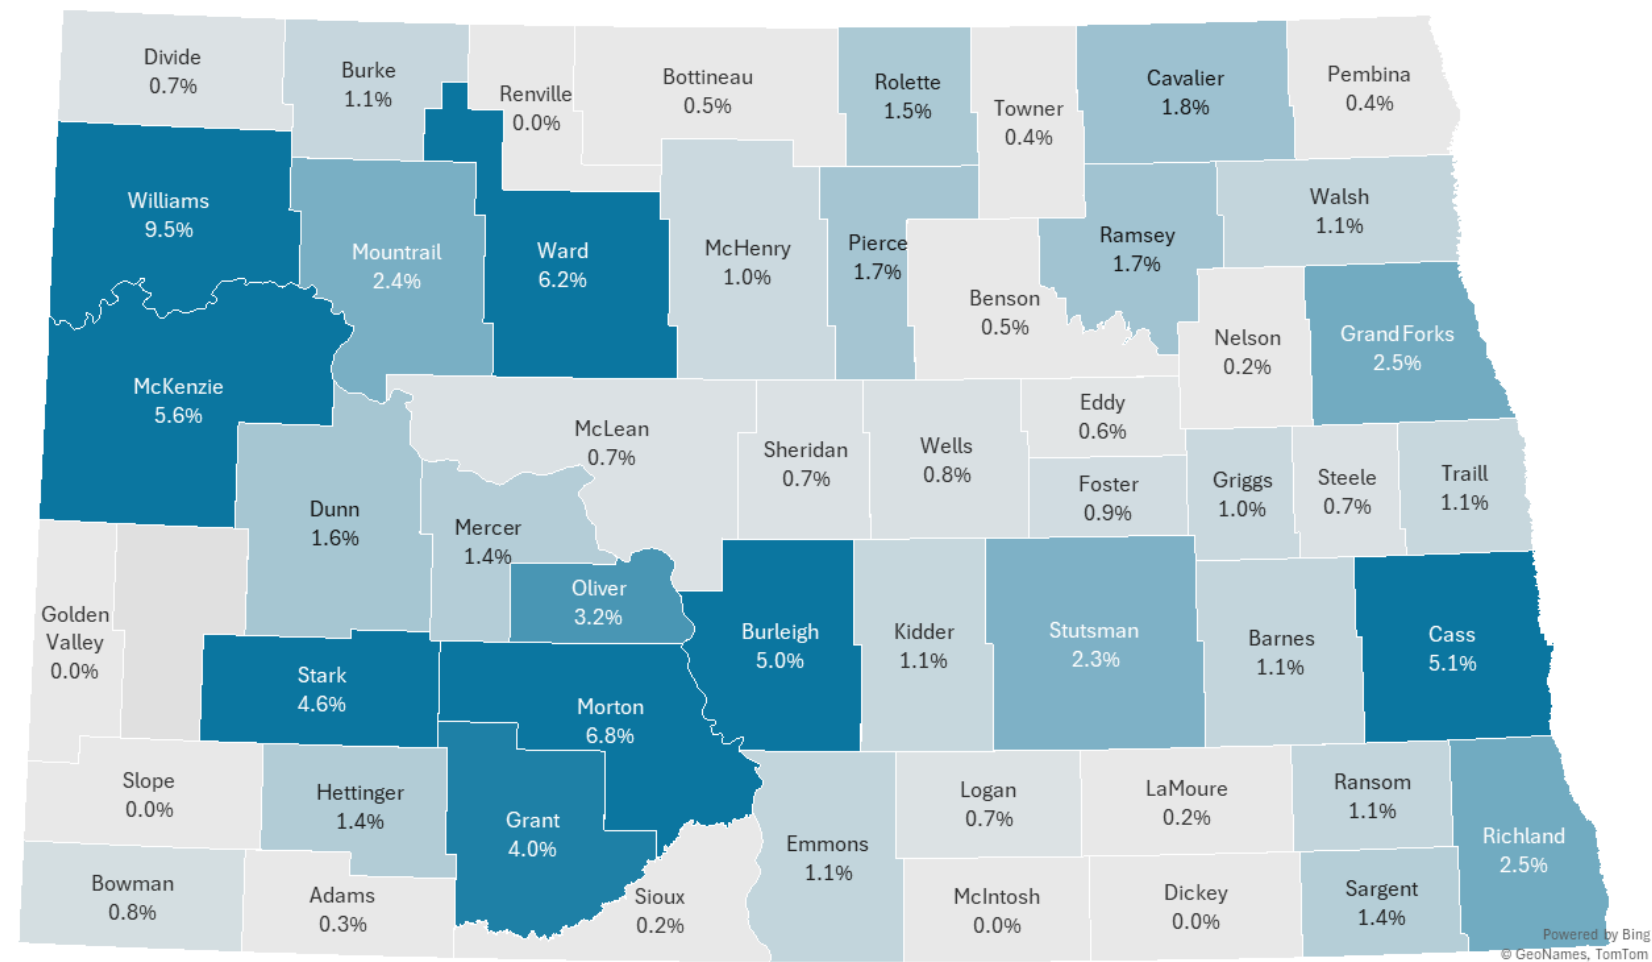 Divide
0.7%
Burke
1.1%
Renville
0.0%
Bottineau
0.5%
Rolette
1.5%
Towner
0.4%
Cavalier
1.8%
Pembina
0.4%
Williams
9.5%
Mountrail
2.4%
Ward
6.2%
McHenry
1.0%
Pierce
1.7%
Benson
0.5%
Ramsey
1.7%
Walsh
1.1%
Nelson
0.2%
Grand Forks
2.5%
McKenzie
5.6%
McLean
0.7%
Sheridan
0.7%
Wells
0.8%
Eddy
0.6%
Foster
0.9%
Griggs
1.0%
Steele
0.7%
Traill
1.1%
Dunn
1.6%
Mercer
1.4%
Oliver
3.2%
Golden
Valley
0.0%
Stark
4.6%
Morton
6.8%
Burleigh
5.0%
Kidder
1.1%
Stutsman
2.3%
Barnes
1.1%
Cass
5.1%
Slope
0.0%
Hettinger
1.4%
Grant
4.0%
Emmons
1.1%
Logan
0.7%
LaMoure
0.2%
Ransom
1.1%
Richland
2.5%
Bowman
0.8%
Adams
0.3%
Sioux
0.2%
McIntosh
0.0%
Dickey
0.0%
Sargent
1.4%
Powered by Bing
© GeoNames, TomTom